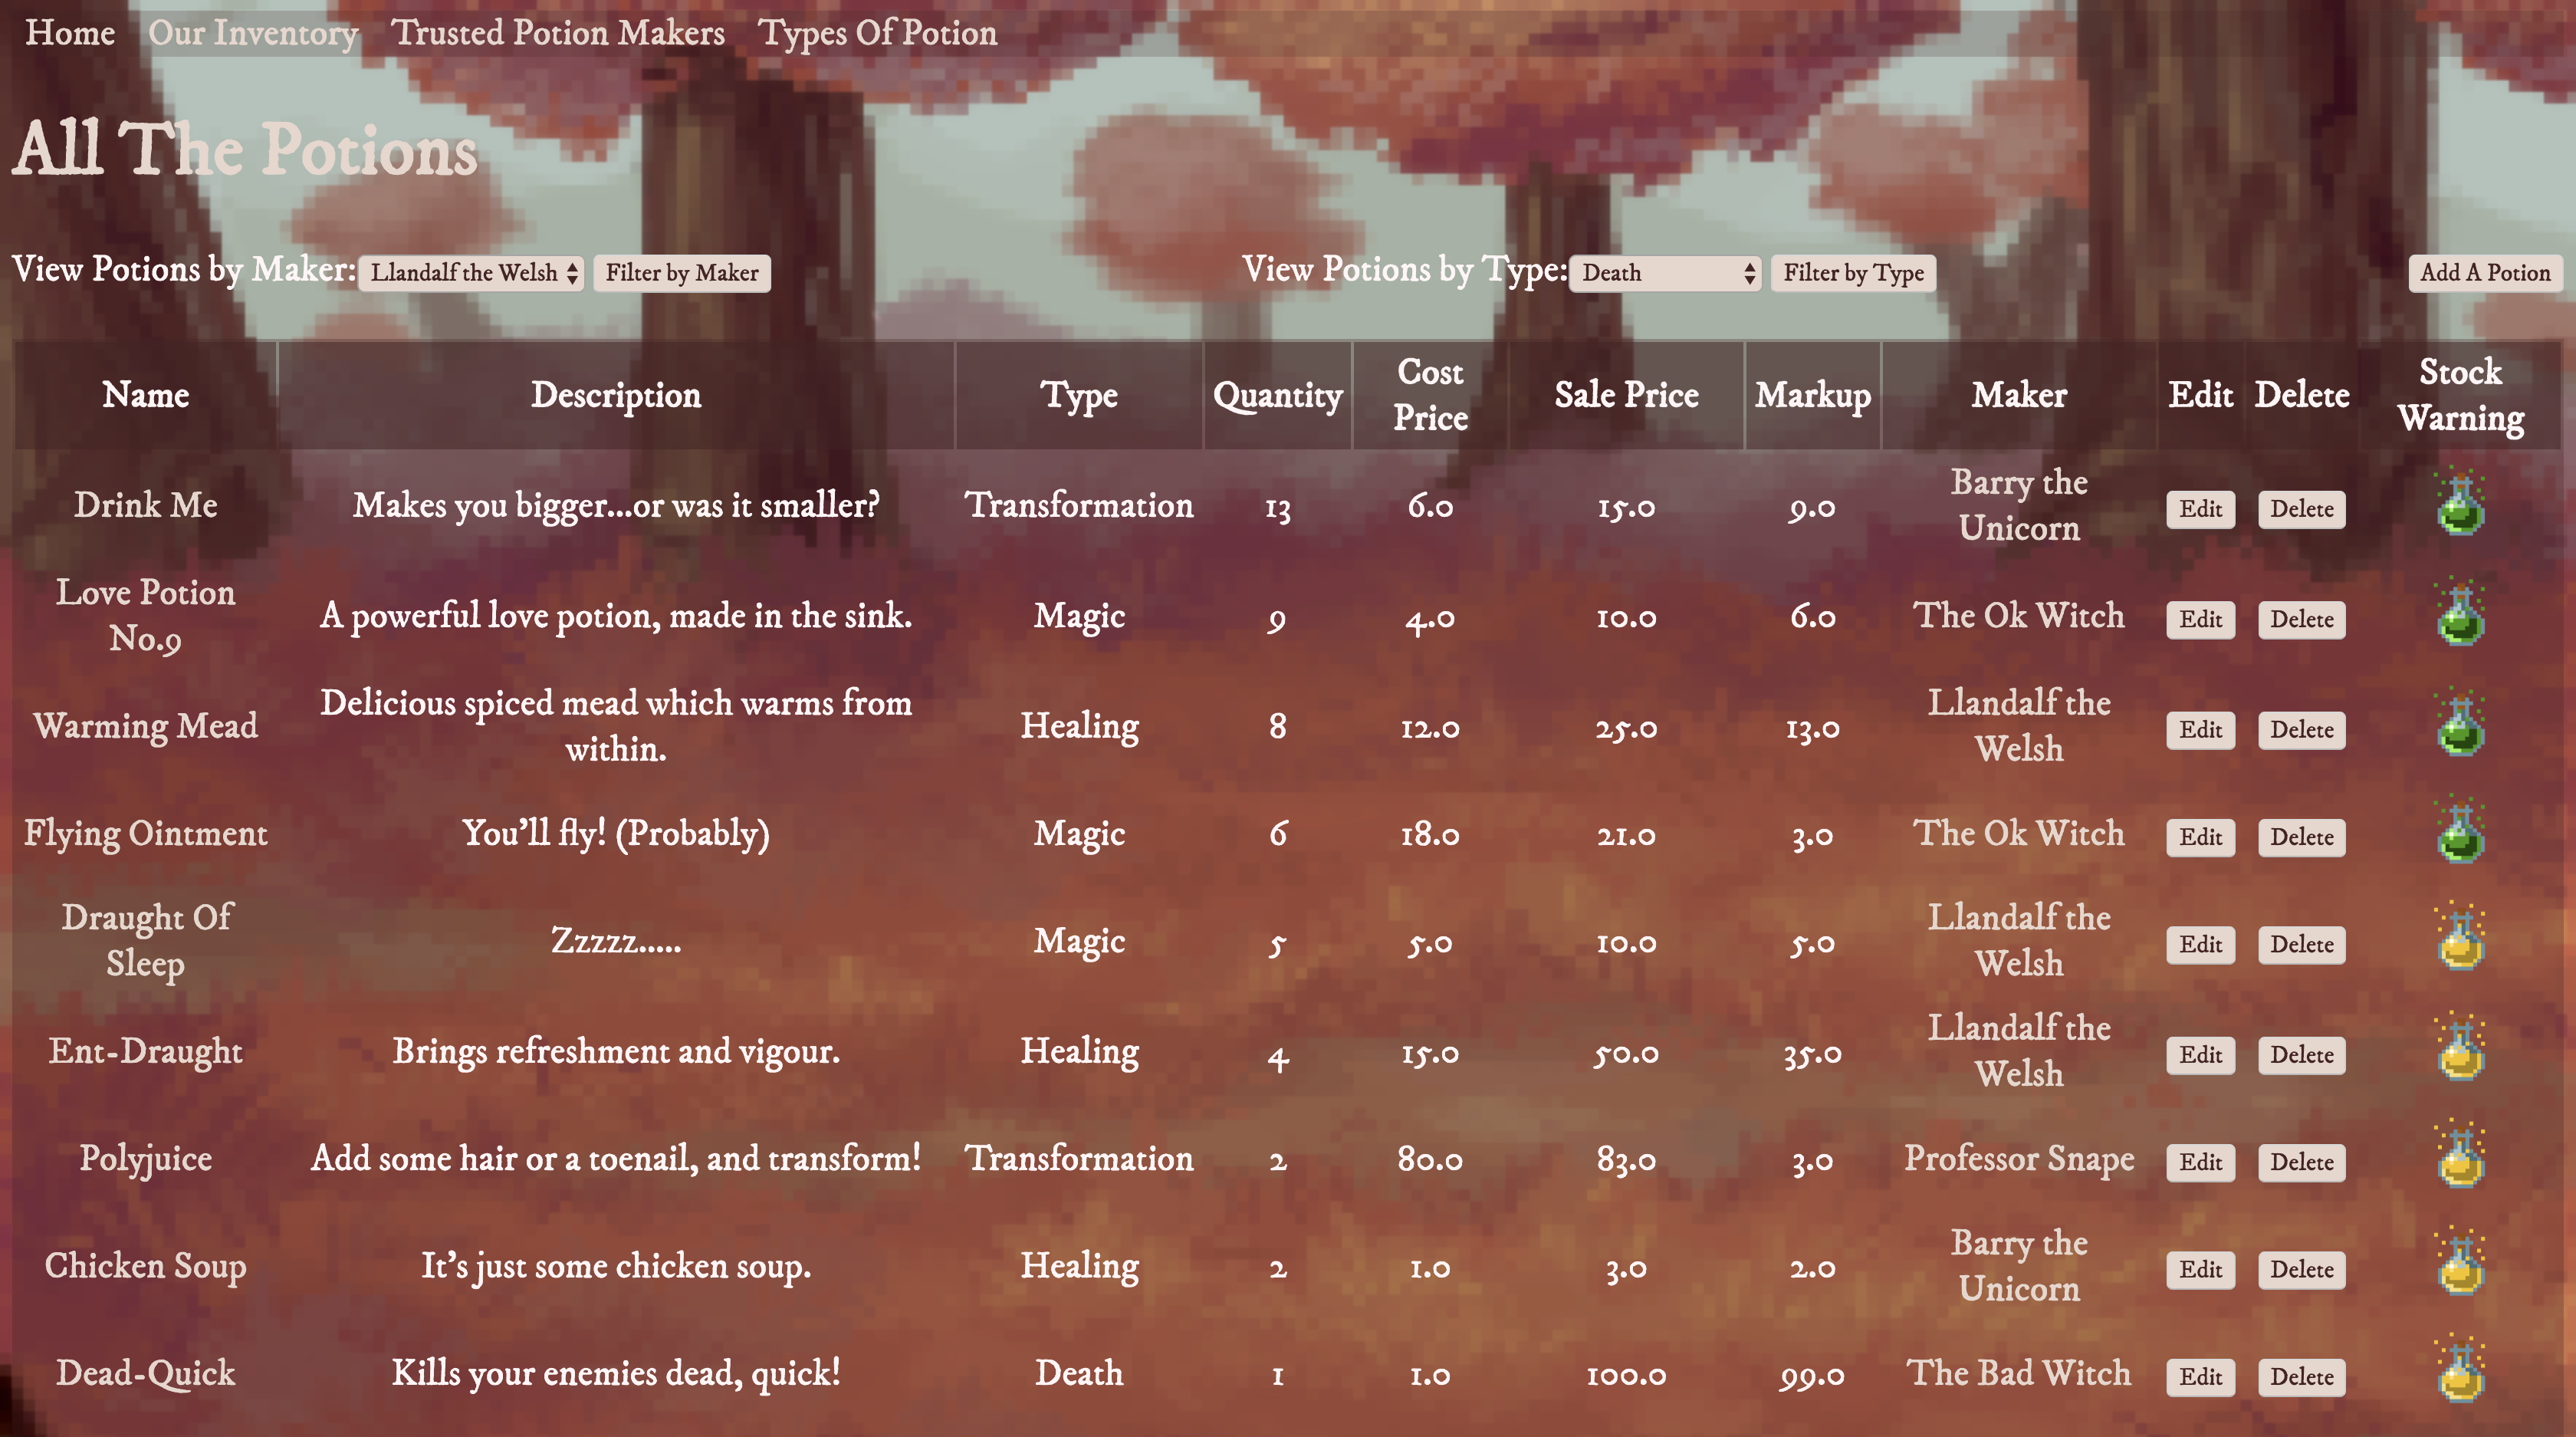 Home Our Inventory Trusted Potion Makers Types Of Potion
All The Potions
View Potions by Maker: Llandalf the Welsh Filter by Maker View Potions by Type: Death Filter by Type Add A Potion
Name Description Type Quantity Cost Price Sale Price Markup Maker Edit Delete Stock Warning
Drink Me Makes you bigger...or was it smaller? Transformation 13 6.0 15.0 9.0 Barry the Unicorn Edit Delete
Love Potion No.9 A powerful love potion, made in the sink. Magic 9 4.0 10.0 6.0 The Ok Witch Edit Delete
Warming Mead Delicious spiced mead which warms from within. Healing 8 12.0 25.0 13.0 Llandalf the Welsh Edit Delete
Flying Ointment You'll fly! (Probably) Magic 6 18.0 21.0 3.0 The Ok Witch Edit Delete
Draught Of Sleep Zzzzz..... Magic 5 5.0 10.0 5.0 Llandalf the Welsh Edit Delete
Ent-Draught Brings refreshment and vigour. Healing 4 15.0 50.0 35.0 Llandalf the Welsh Edit Delete
Polyjuice Add some hair or a toenail, and transform! Transformation 2 80.0 83.0 3.0 Professor Snape Edit Delete
Chicken Soup It's just some chicken soup. Healing 2 1.0 3.0 2.0 Barry the Unicorn Edit Delete
Dead-Quick Kills your enemies dead, quick! Death 1 1.0 100.0 99.0 The Bad Witch Edit Delete